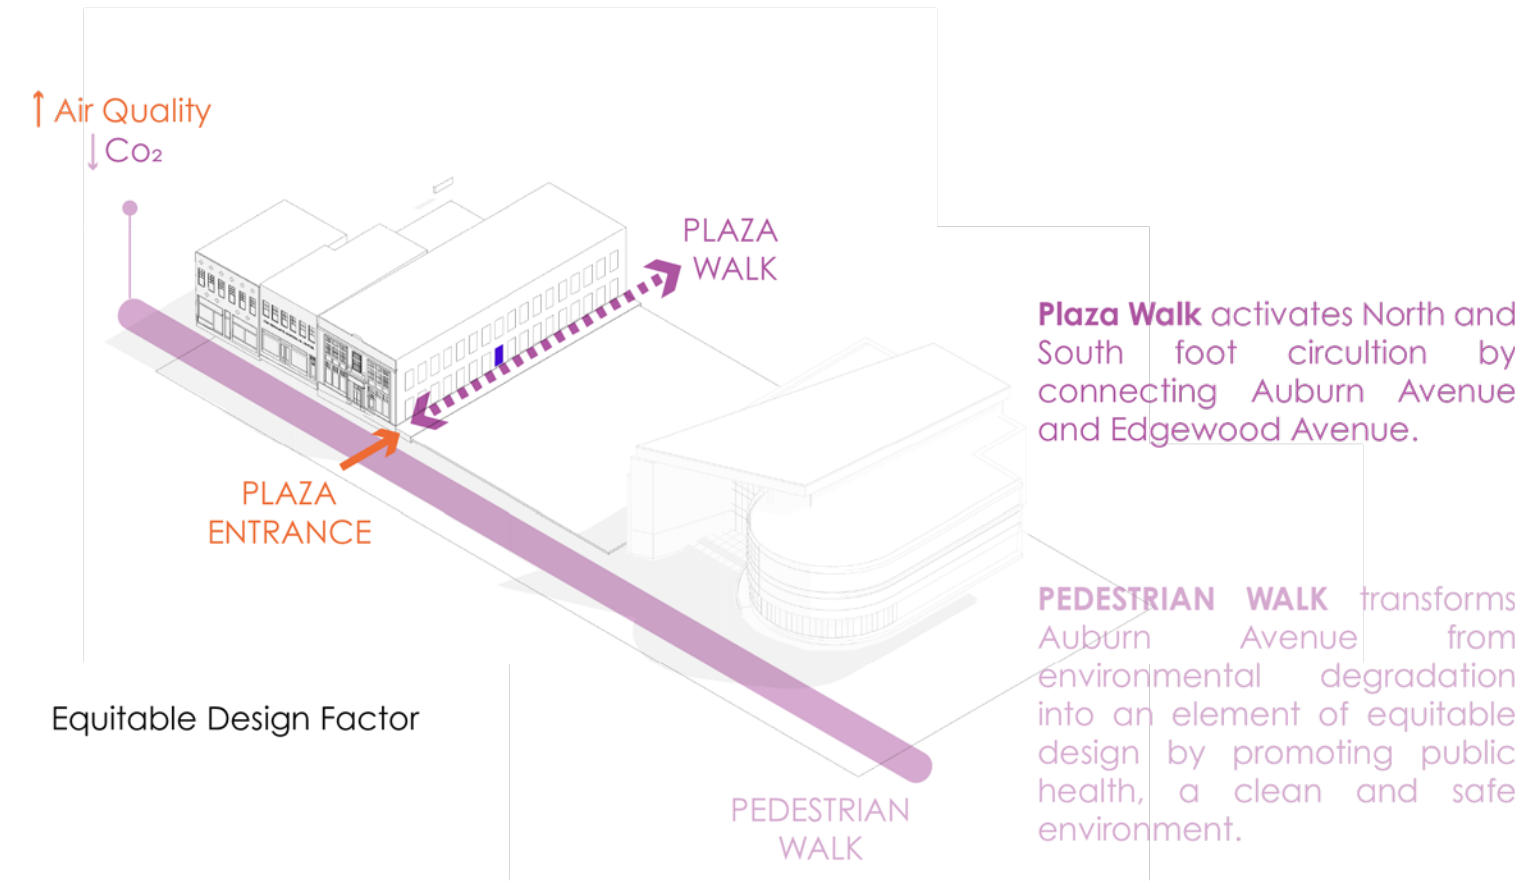 Air Quality
Co₂
PLAZA
WALK
PLAZA
ENTRANCE
Plaza Walk activates North and
South foot circultion by
connecting Auburn Avenue
and Edgewood Avenue.
PEDESTRIAN WALK transforms
Auburn Avenue from
environmental degradation
into an element of equitable
design by promoting public
health, a clean and safe
environment.
Equitable Design Factor
PEDESTRIAN
WALK